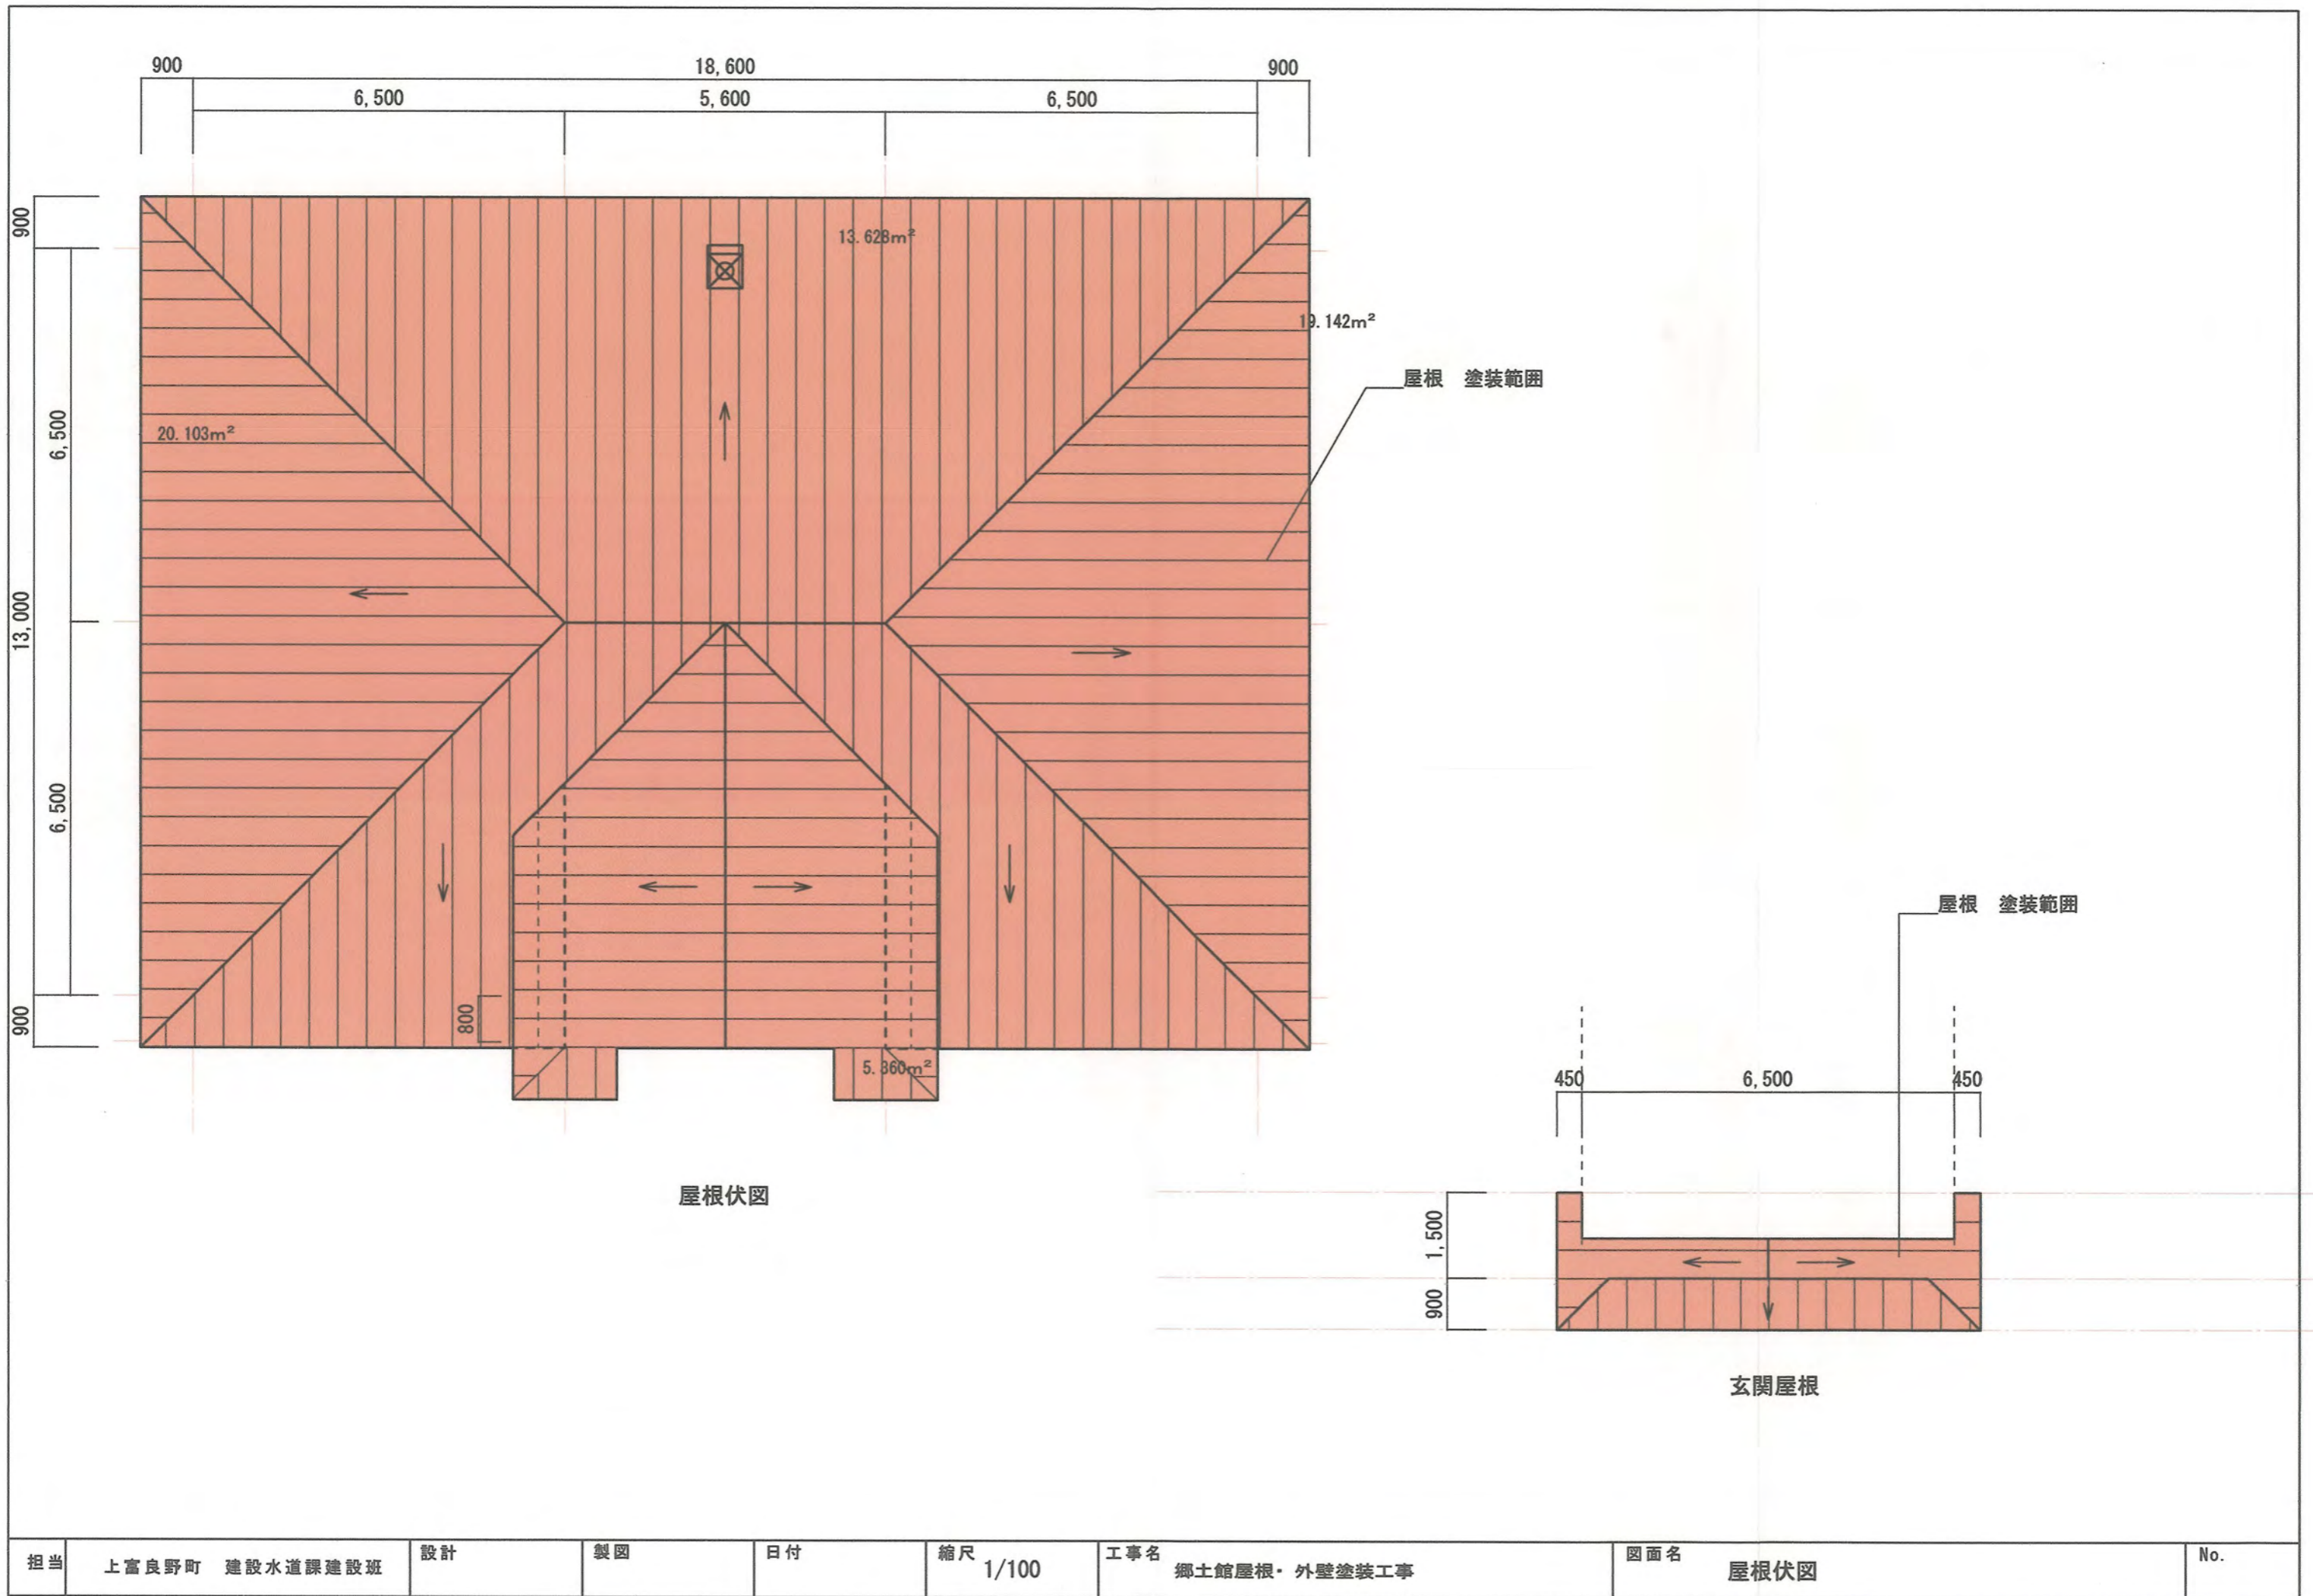 900 18,600 900
6,500 5,600 6,500
900
13.628m²
19.142m²
屋根　塗装範囲
20.103m²
6,500
13,000
6,500
屋根　塗装範囲
900
800
5.360m²
450 6,500 450
屋根伏図
1,500
900
玄関屋根
担当 上富良野町　建設水道課建設班 設計 製図 日付 縮尺 1/100 工事名 郷土館屋根・外壁塗装工事 図面名 屋根伏図 No.